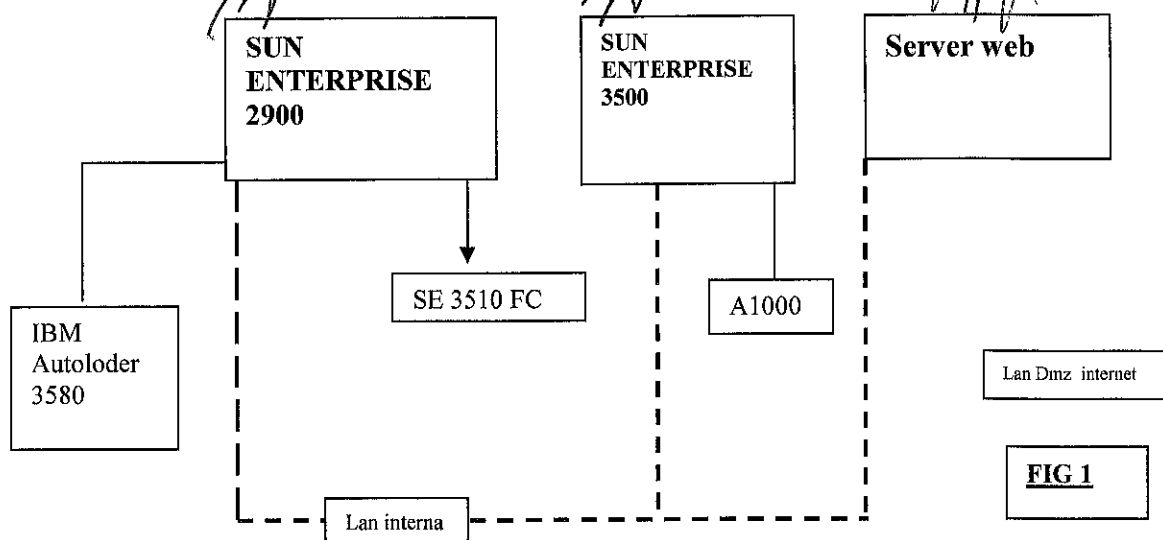 SUN
ENTERPRISE
2900
SUN
ENTERPRISE
3500
Server web
SE 3510 FC
A1000
IBM
Autoloder
3580
Lan Dmz internet
FIG 1
Lan interna